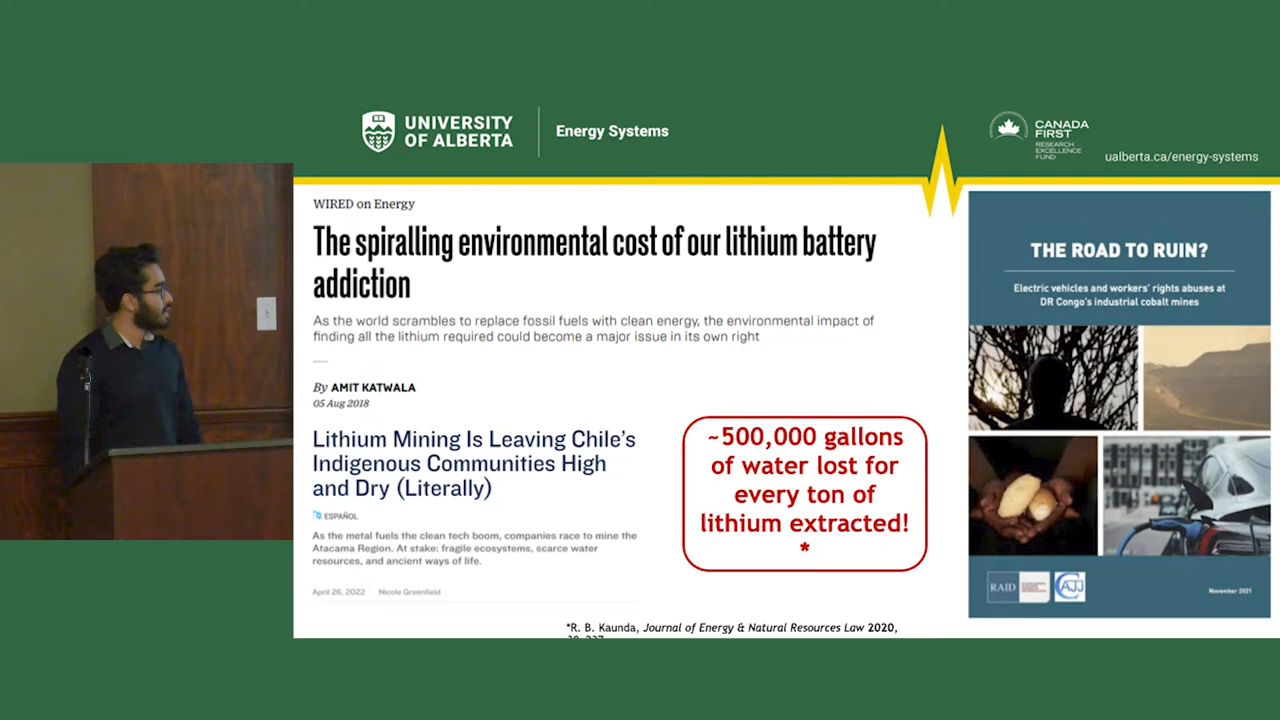 UNIVERSITY
OF ALBERTA
Energy Systems
CANADA
FIRST
RESEARCH
EXCELLENCE
FUND
ualberta.ca/energy-systems
WIRED on Energy
The spiralling environmental cost of our lithium battery
addiction
As the world scrambles to replace fossil fuels with clean energy, the environmental impact of
finding all the lithium required could become a major issue in its own right
By AMIT KATWALA
05 Aug 2018
Lithium Mining Is Leaving Chile's
Indigenous Communities High
and Dry (Literally)
ESPAÑOL
As the metal fuels the clean tech boom, companies race to mine the
Atacama Region. At stake: fragile ecosystems, scarce water
resources, and ancient ways of life.
April 26, 2022 | Nicole Greenfield
~500,000 gallons
of water lost for
every ton of
lithium extracted!
*
*R. B. Kaunda, Journal of Energy & Natural Resources Law 2020,
THE ROAD TO RUIN?
Electric vehicles and workers' rights abuses at
DR Congo's industrial cobalt mines
RAID
CAJJ
November 2021